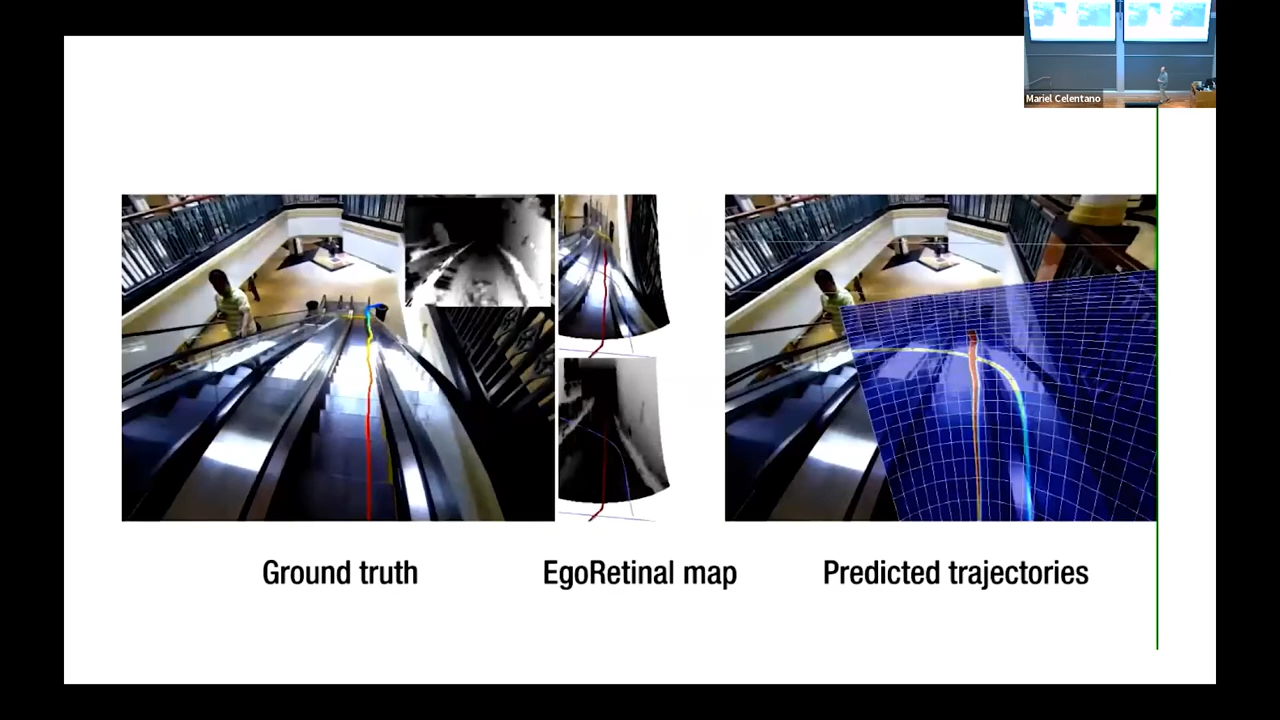 Mariel Celentano
Ground truth
EgoRetinal map
Predicted trajectories